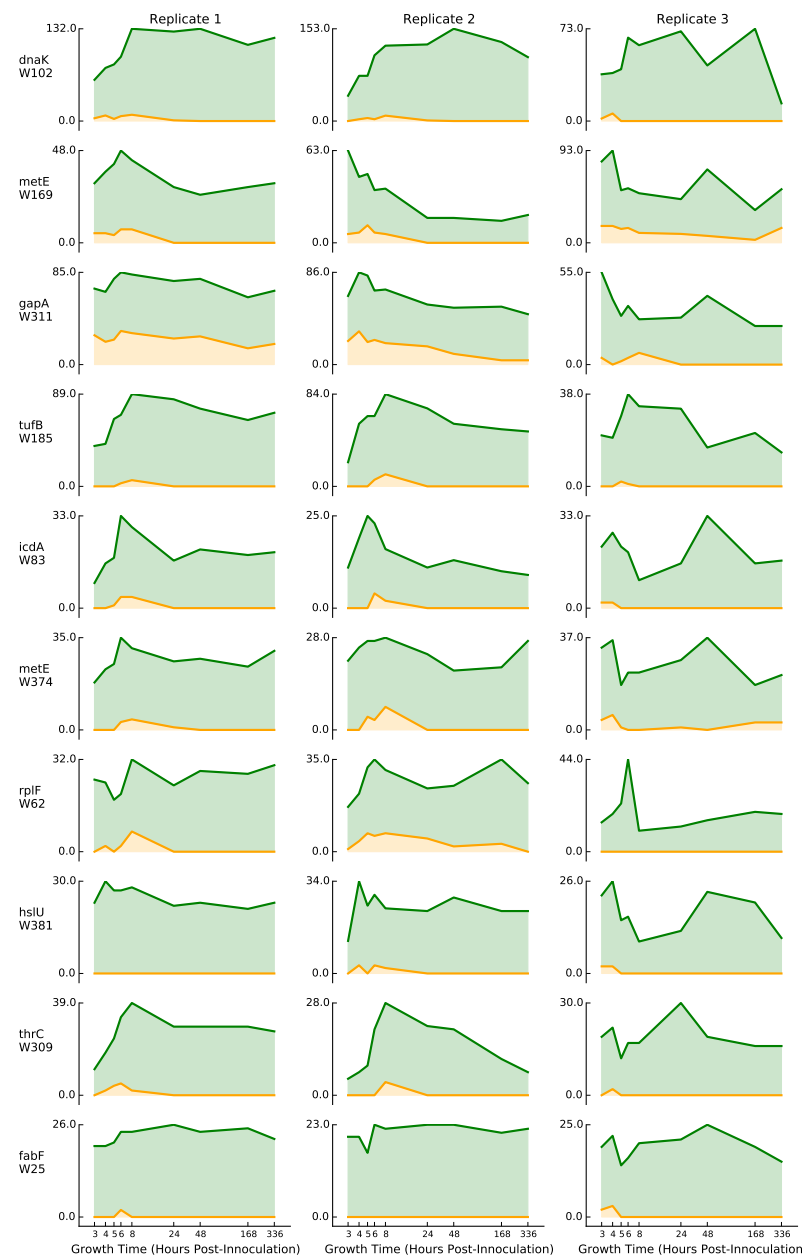 Replicate 1 Replicate 2 Replicate 3
132.0 153.0 73.0
dnaK
W102
0.0 0.0 0.0
48.0 63.0 93.0
metE
W169
0.0 0.0 0.0
85.0 86.0 55.0
gapA
W311
0.0 0.0 0.0
89.0 84.0 38.0
tufB
W185
0.0 0.0 0.0
33.0 25.0 33.0
icdA
W83
0.0 0.0 0.0
35.0 28.0 37.0
metE
W374
0.0 0.0 0.0
32.0 35.0 44.0
rplF
W62
0.0 0.0 0.0
30.0 34.0 26.0
hslU
W381
0.0 0.0 0.0
39.0 28.0 30.0
thrC
W309
0.0 0.0 0.0
26.0 23.0 25.0
fabF
W25
0.0 0.0 0.0
3 4 5 6 8 24 48 168 336 3 4 5 6 8 24 48 168 336 3 4 5 6 8 24 48 168 336
Growth Time (Hours Post-Innoculation) Growth Time (Hours Post-Innoculation) Growth Time (Hours Post-Innoculation)